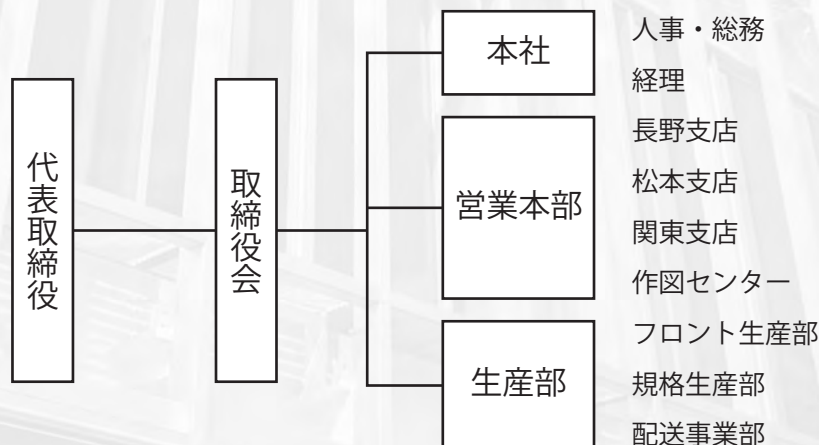 代表取締役
取締役会
本社
人事・総務
経理
営業本部
長野支店
松本支店
関東支店
作図センター
生産部
フロント生産部
規格生産部
配送事業部